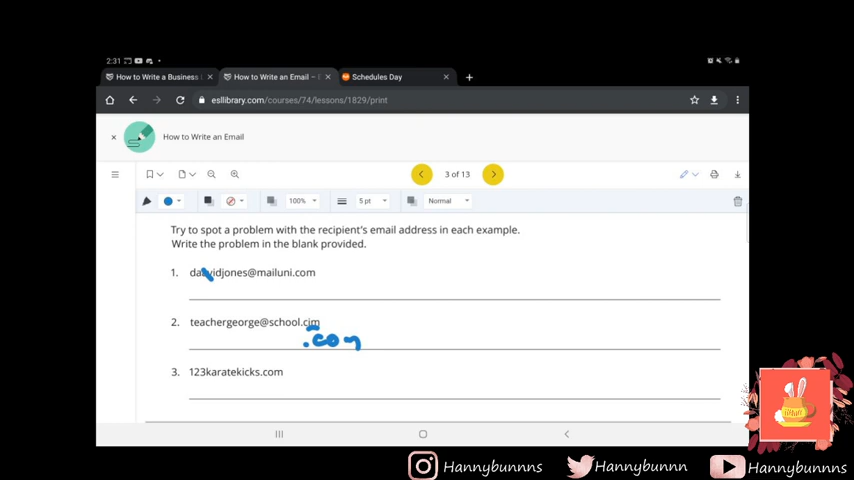 2:31
How to Write a Business
How to Write an Email –
Schedules Day
esllibrary.com/courses/74/lessons/1829/print
How to Write an Email
3 of 13
100%
5 pt
Normal
Try to spot a problem with the recipient's email address in each example.
Write the problem in the blank provided.
1. davvidjones@mailuni.com
2. teachergeorge@school.cim
.com
3. 123karatekicks.com
Hannybunnns
Hannybunnn
Hannybunnns